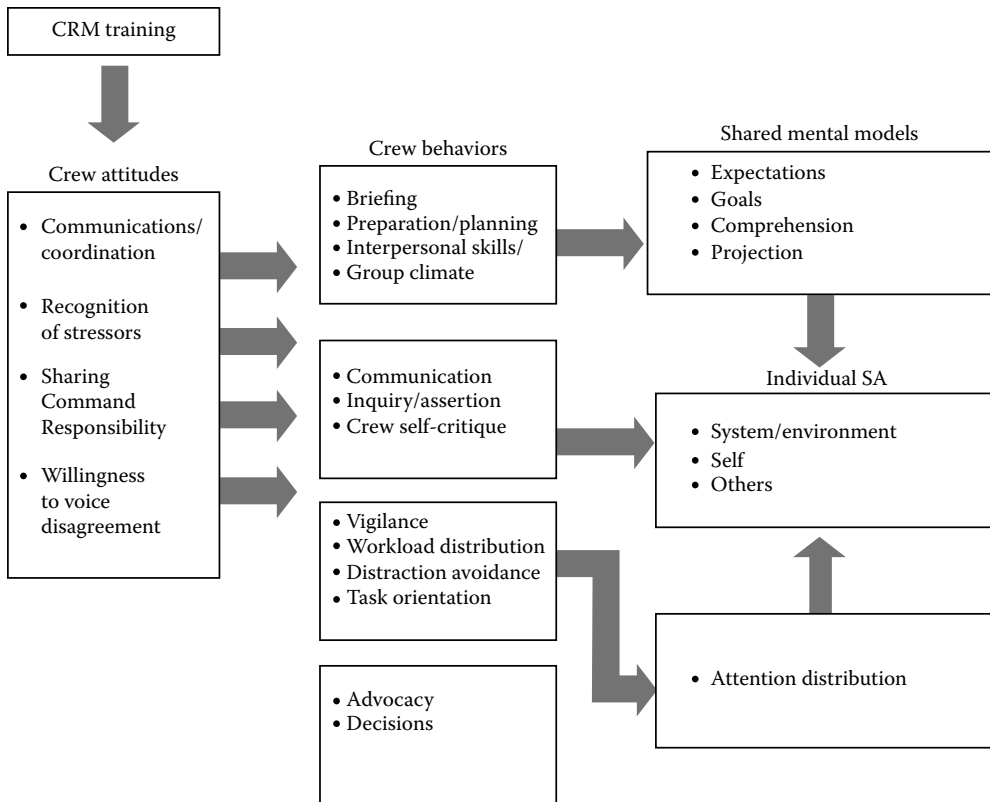 CRM training
Crew attitudes
• Communications/
coordination
• Recognition
of stressors
• Sharing
Command
Responsibility
• Willingness
to voice
disagreement
Crew behaviors
• Briefing
• Preparation/planning
• Interpersonal skills/
• Group climate
• Communication
• Inquiry/assertion
• Crew self-critique
• Vigilance
• Workload distribution
• Distraction avoidance
• Task orientation
• Advocacy
• Decisions
Shared mental models
• Expectations
• Goals
• Comprehension
• Projection
Individual SA
• System/environment
• Self
• Others
• Attention distribution